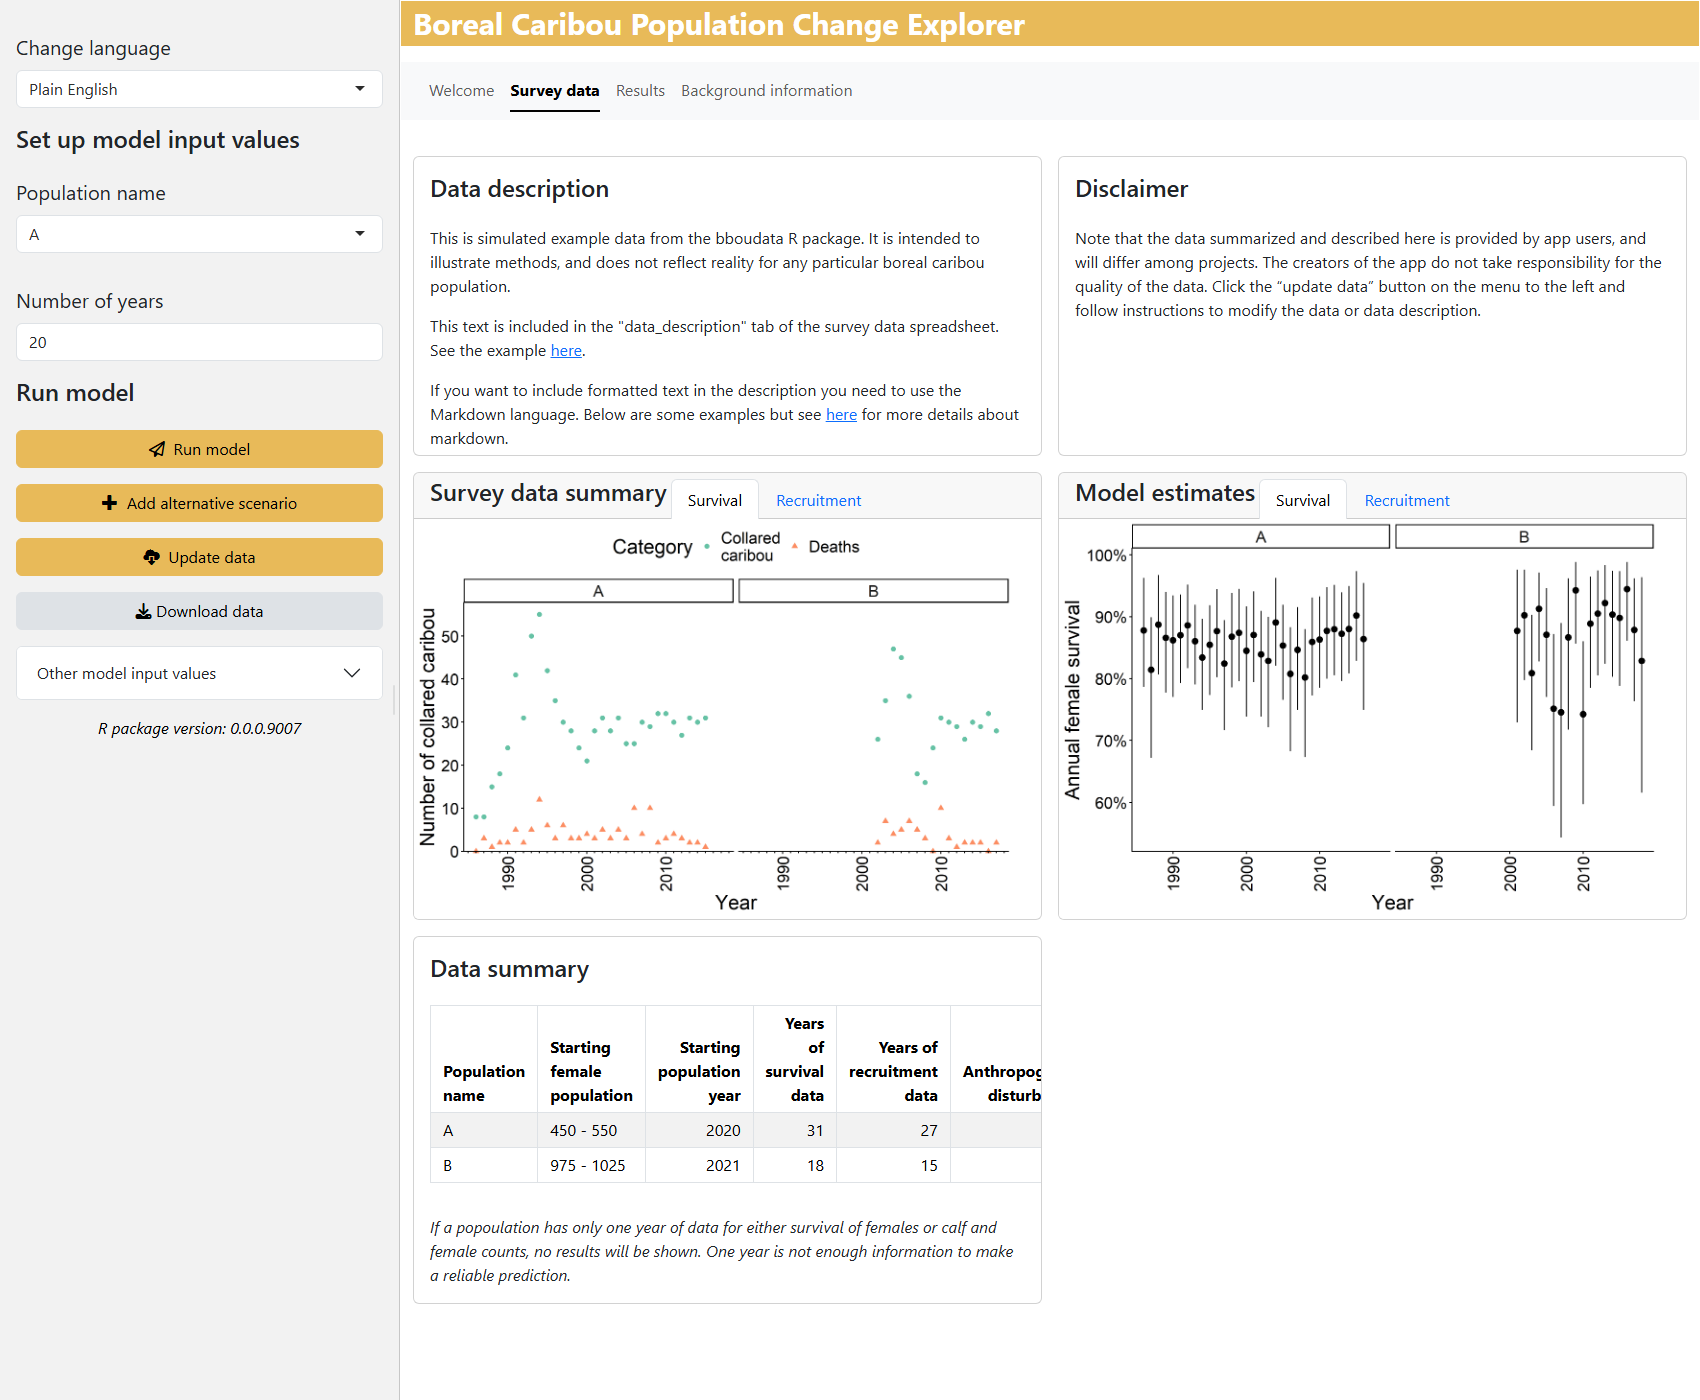 Change language
Plain English
Set up model input values
Population name
A
Number of years
20
Run model
Run model
Add alternative scenario
Update data
Download data
Other model input values
R package version: 0.0.0.9007
Boreal Caribou Population Change Explorer
Welcome Survey data Results Background information
Data description
This is simulated example data from the bboudata R package. It is intended to
illustrate methods, and does not reflect reality for any particular boreal caribou
population.
This text is included in the "data_description" tab of the survey data spreadsheet.
See the example here.
If you want to include formatted text in the description you need to use the
Markdown language. Below are some examples but see here for more details about
markdown.
Disclaimer
Note that the data summarized and described here is provided by app users, and
will differ among projects. The creators of the app do not take responsibility for the
quality of the data. Click the “update data” button on the menu to the left and
follow instructions to modify the data or data description.
Survey data summary Survival Recruitment
Category Collared
caribou Deaths
A B
Number of collared caribou
50
40
30
20
10
0
1990 2000 2010 1990 2000 2010
Year
Model estimates Survival Recruitment
A B
Annual female survival
100%
90%
80%
70%
60%
1990 2000 2010 1990 2000 2010
Year
Data summary
Population
name
Starting
female
population
Starting
population
year
Years
of
survival
data
Years of
recruitment
data
Anthropog
disturb
A 450 - 550 2020 31 27
B 975 - 1025 2021 18 15
If a popoulation has only one year of data for either survival of females or calf and
female counts, no results will be shown. One year is not enough information to make
a reliable prediction.